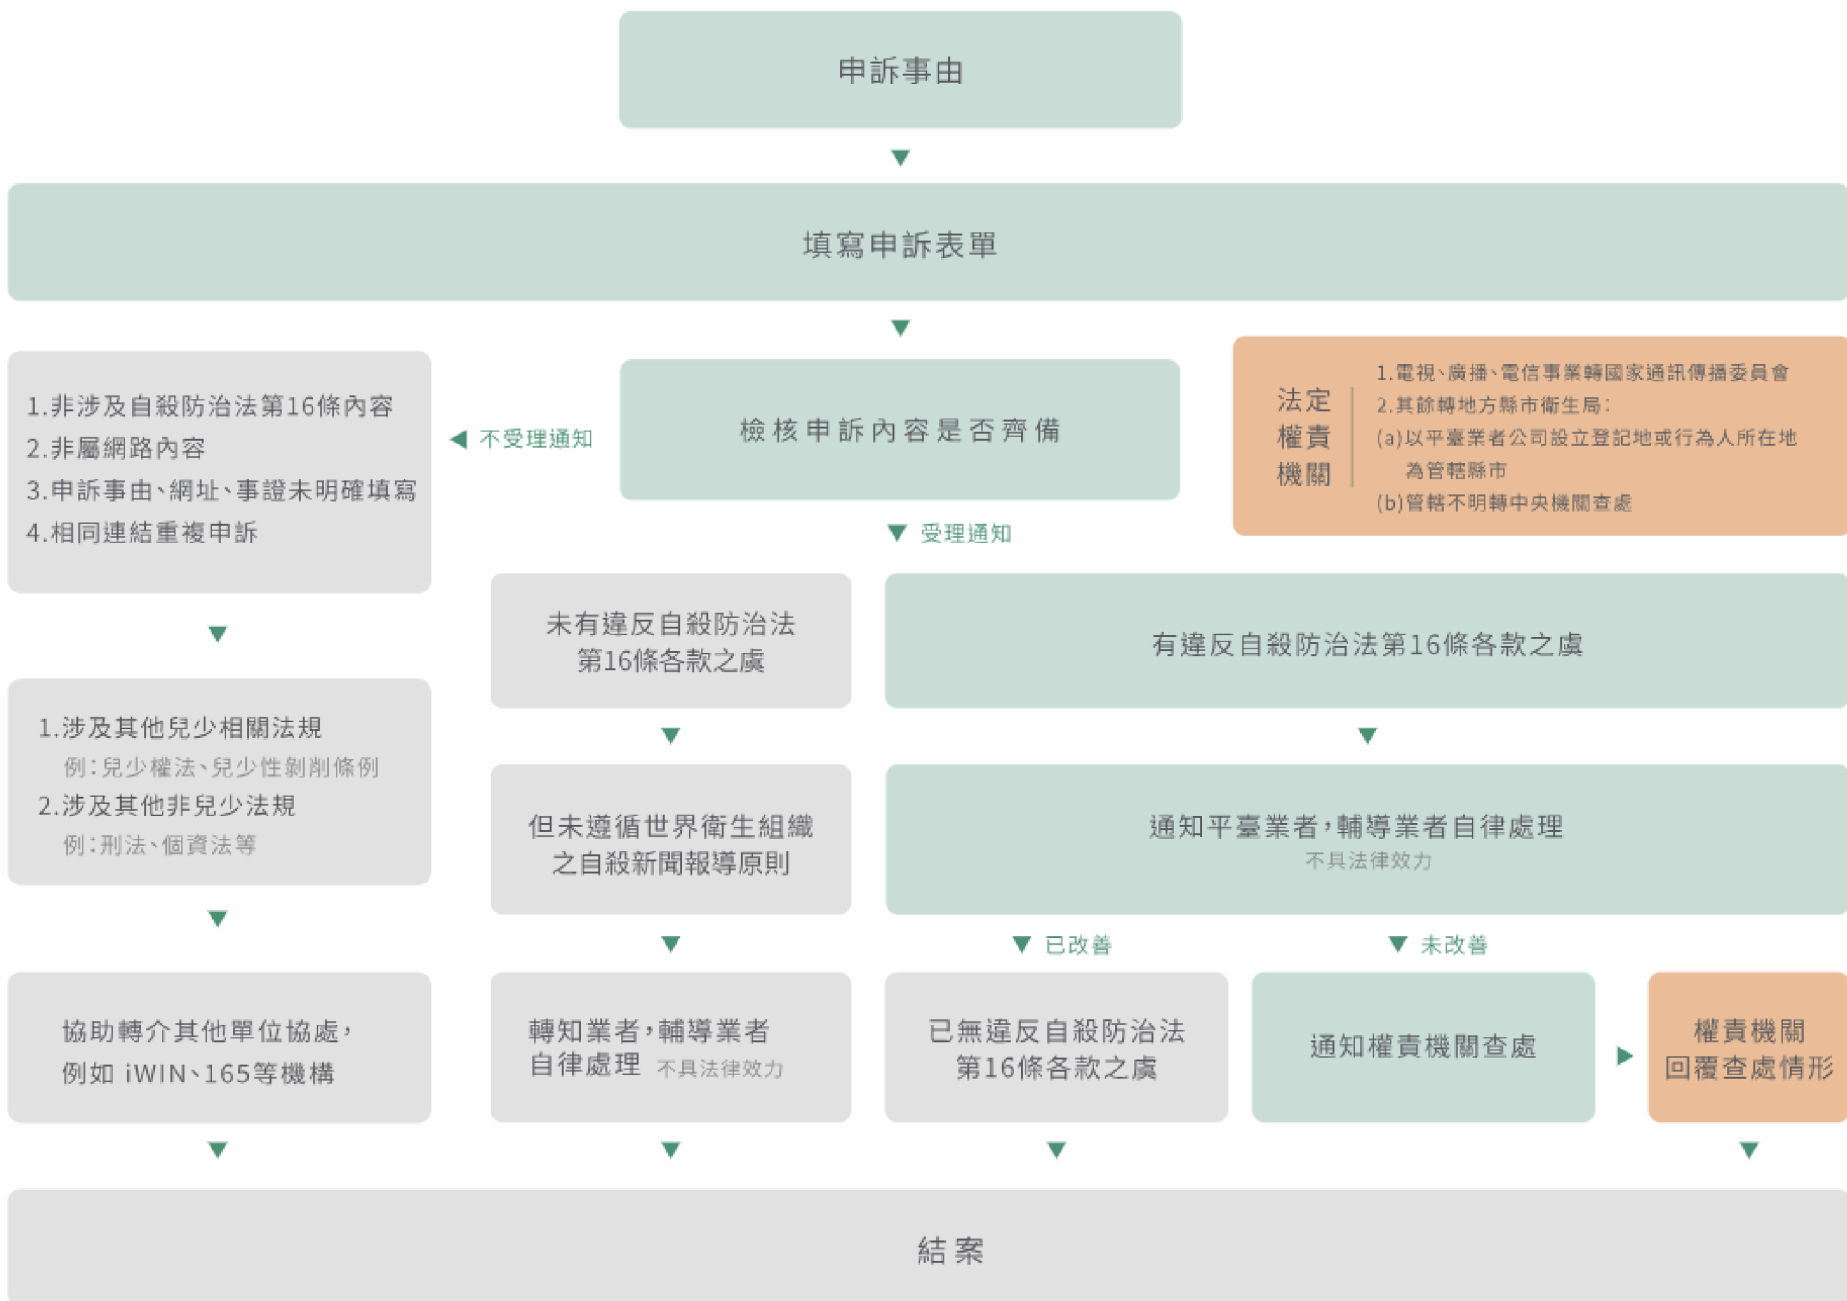 申訴事由
填寫申訴表單
檢核申訴內容是否齊備
不受理通知
1.非涉及自殺防治法第16條內容
2.非屬網路內容
3.申訴事由、網址、事證未明確填寫
4.相同連結重複申訴
法定
權責
機關
1.電視、廣播、電信事業轉國家通訊傳播委員會
2.其餘轉地方縣市衛生局：
(a)以平臺業者公司設立登記地或行為人所在地
為管轄縣市
(b)管轄不明轉中央機關查處
受理通知
1.涉及其他兒少相關法規
例：兒少權法、兒少性剝削條例
2.涉及其他非兒少法規
例：刑法、個資法等
未有違反自殺防治法
第16條各款之虞
有違反自殺防治法第16條各款之虞
但未遵循世界衛生組織
之自殺新聞報導原則
通知平臺業者，輔導業者自律處理
不具法律效力
已改善
未改善
協助轉介其他單位協處，
例如 iWIN、165等機構
轉知業者，輔導業者
自律處理 不具法律效力
已無違反自殺防治法
第16條各款之虞
通知權責機關查處
權責機關
回覆查處情形
結案